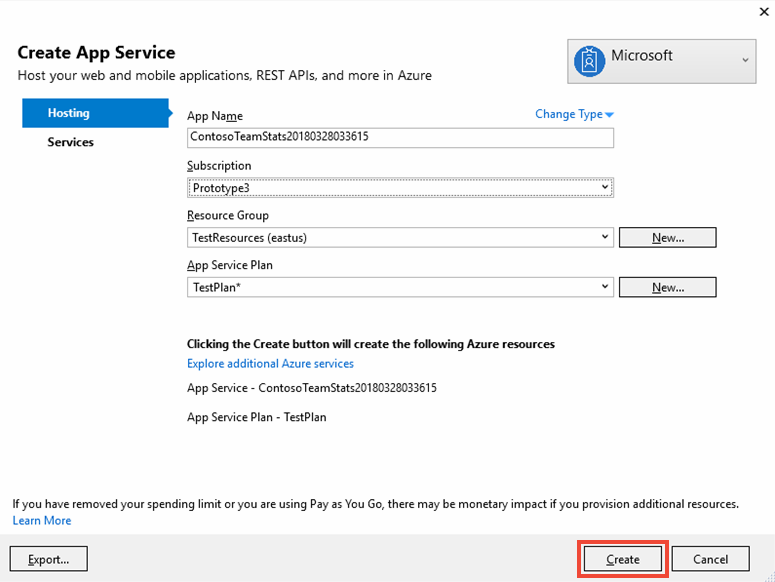 Create App Service
Host your web and mobile applications, REST APIs, and more in Azure
Microsoft
Hosting
Services
App Name
Change Type
ContosoTeamStats20180328033615
Subscription
Prototype3
Resource Group
TestResources (eastus)
New...
App Service Plan
TestPlan*
New...
Clicking the Create button will create the following Azure resources
Explore additional Azure services
App Service - ContosoTeamStats20180328033615
App Service Plan - TestPlan
If you have removed your spending limit or you are using Pay as You Go, there may be monetary impact if you provision additional resources.
Learn More
Export...
Create
Cancel